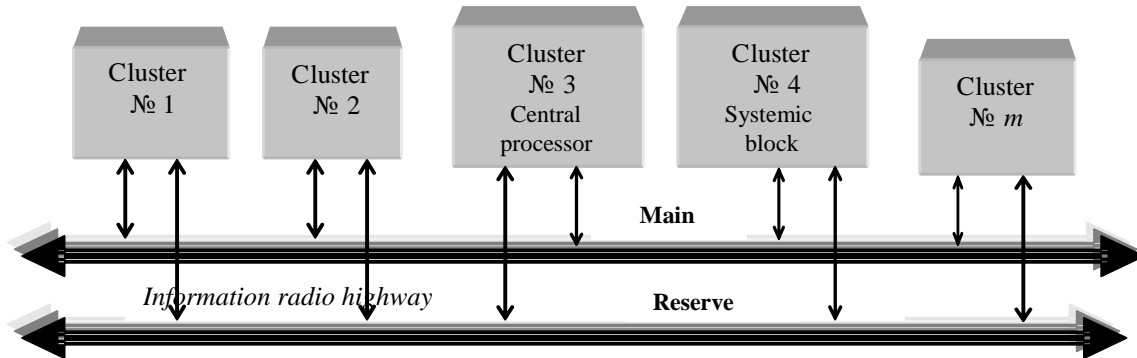 Cluster
№ 1
Cluster
№ 2
Cluster
№ 3
Central
processor
Cluster
№ 4
Systemic
block
Cluster
№ m
Main
Information radio highway
Reserve